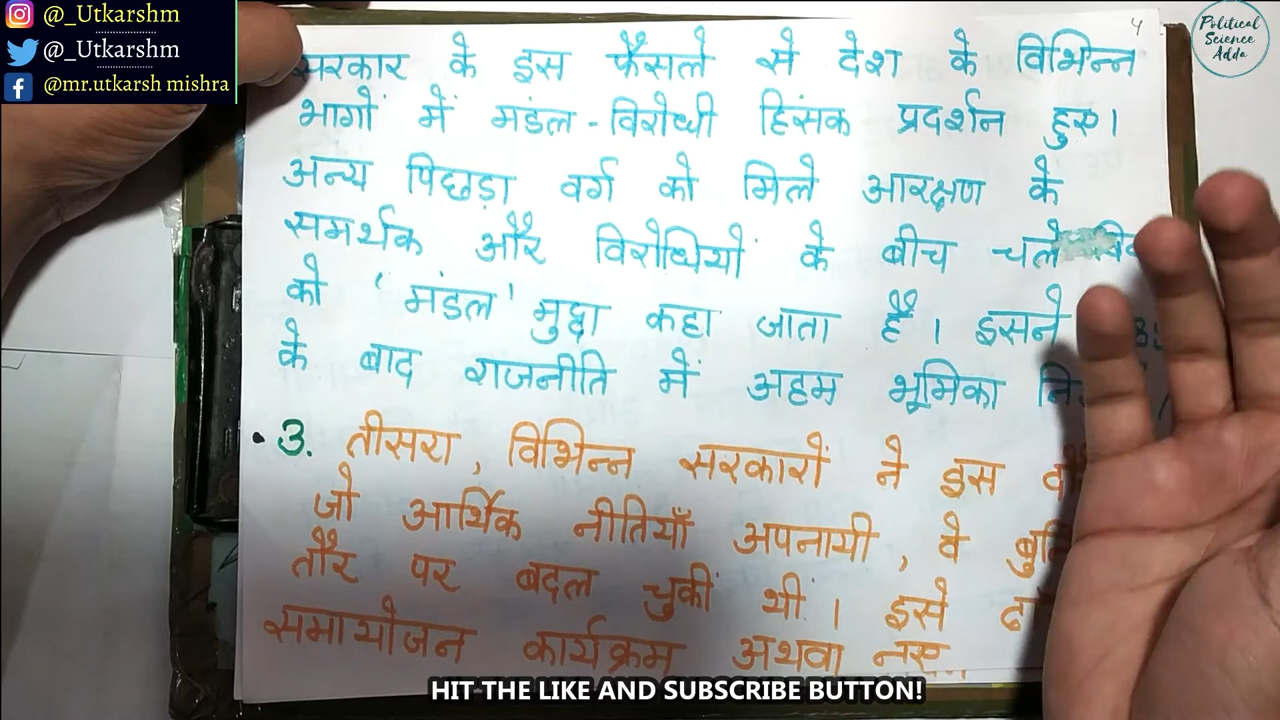 @_Utkarshm
@_Utkarshm
@mr.utkarsh mishra
Political
Science
Adda
4
सरकार के इस फैसले से देश के विभिन्न
भागों में मंडल - विरोधी हिंसक प्रदर्शन हुए।
अन्य पिछड़ा वर्ग को मिले आरक्षण के
समर्थक और विरोधियों के बीच चले
को 'मंडल' मुद्दा कहा जाता है। इसने
के बाद राजनीति में अहम भूमिका
• 3. तीसरा, विभिन्न सरकारों ने इस
जो आर्थिक नीतियाँ अपनायी, वे
तौर पर बदल चुकीं थीं। इसे
समायोजन कार्यक्रम अथवा
HIT THE LIKE AND SUBSCRIBE BUTTON!